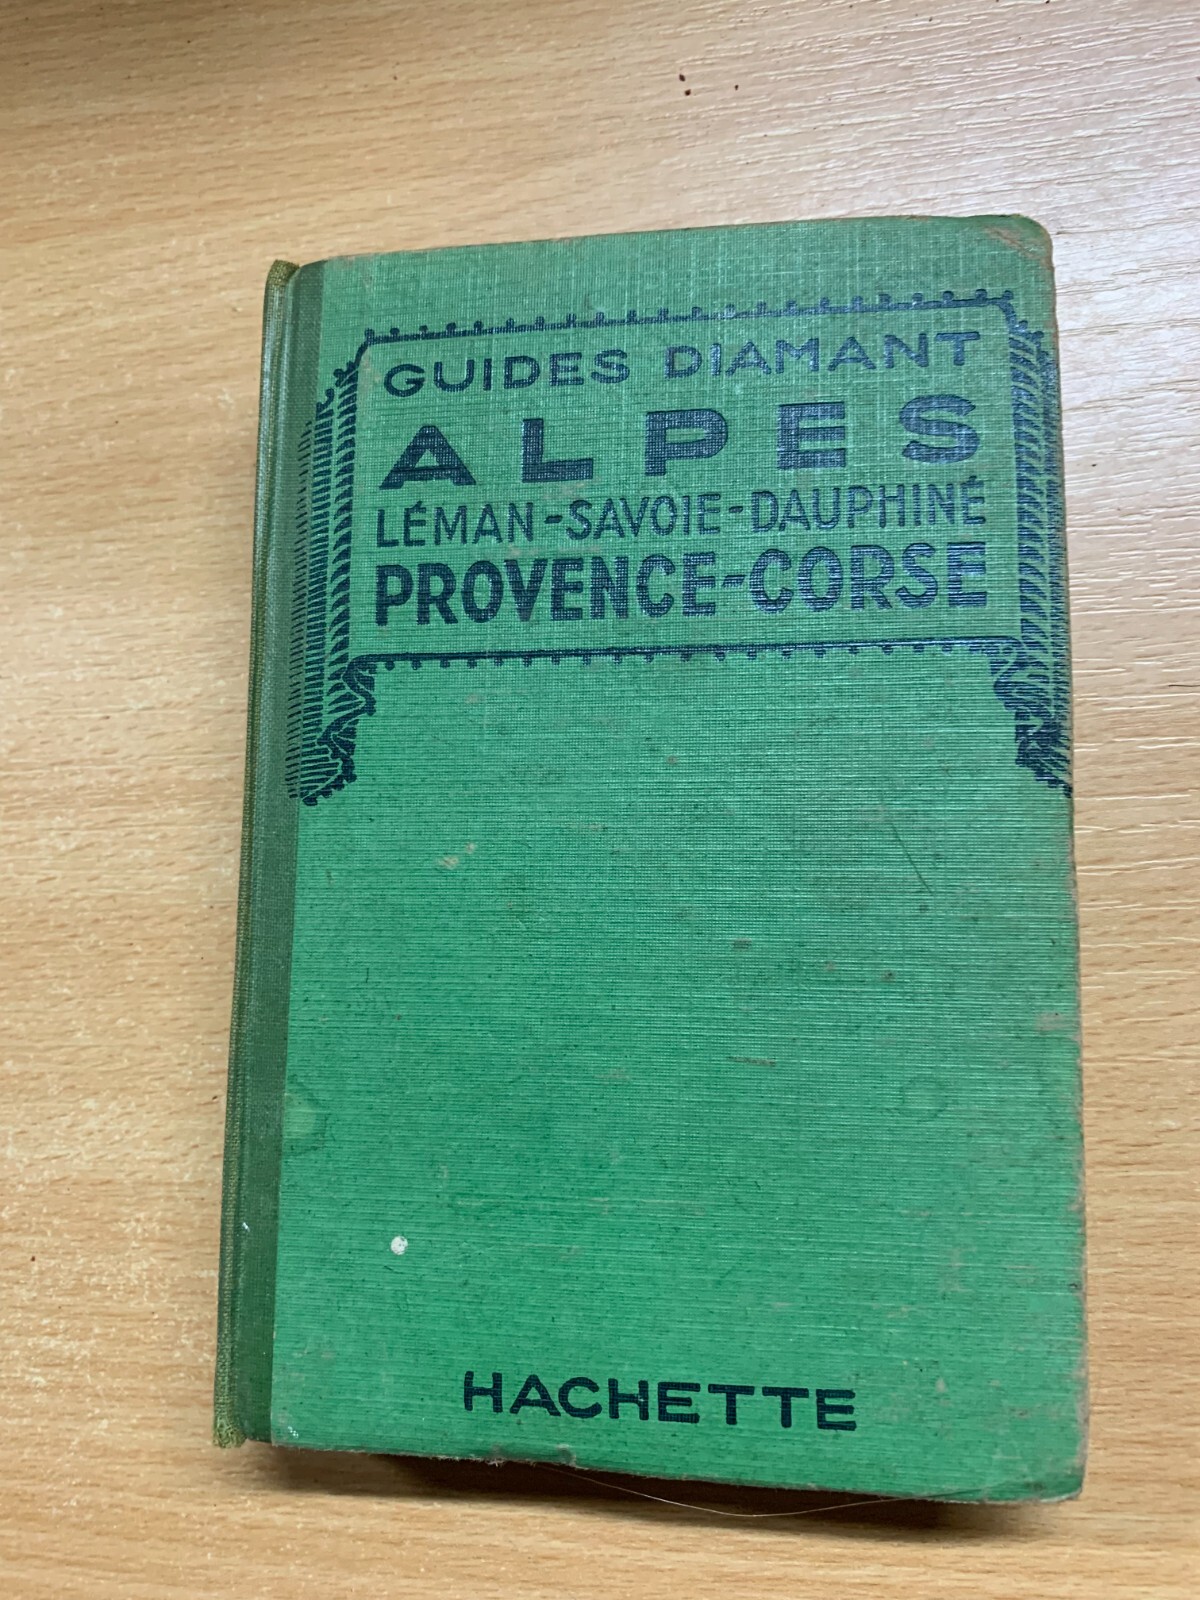 GUIDES DIAMANT
ALPES
LÉMAN-SAVOIE-DAUPHINÉ
PROVENCE-CORSE
HACHETTE